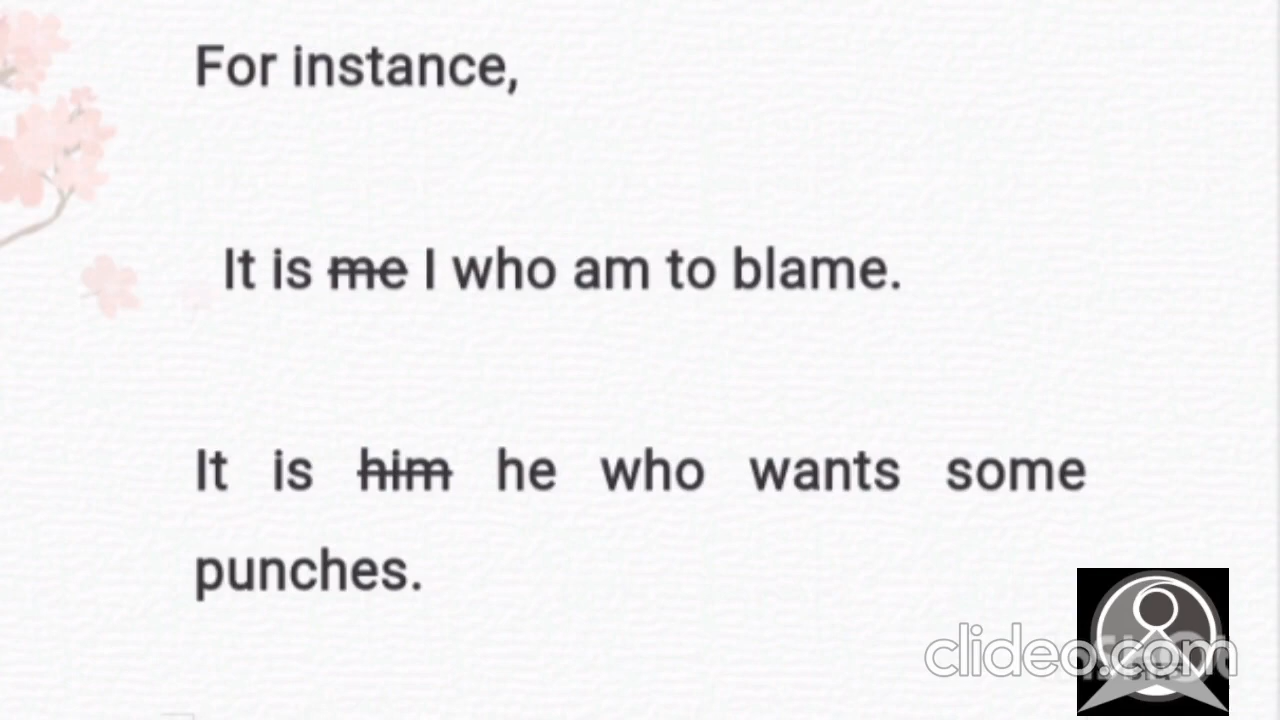 For instance,
It is me I who am to blame.
It is him he who wants some
punches.
clideo.com